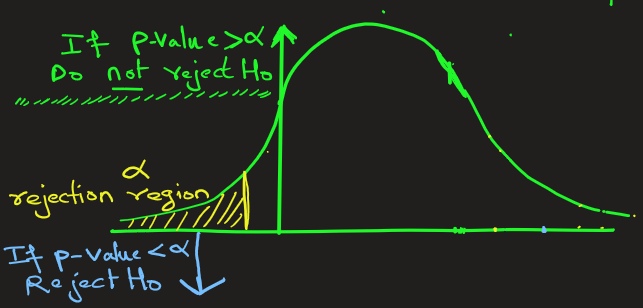 If p-value > α
Do not reject Ho
α
rejection region
If p-value < α
Reject Ho